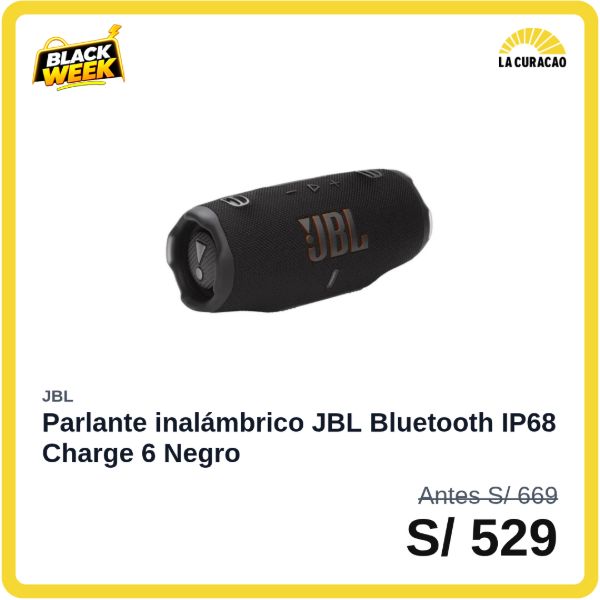 BLACK
WEEK
LA CURACAO
JBL
JBL
Parlante inalámbrico JBL Bluetooth IP68
Charge 6 Negro
Antes S/ 669
S/ 529